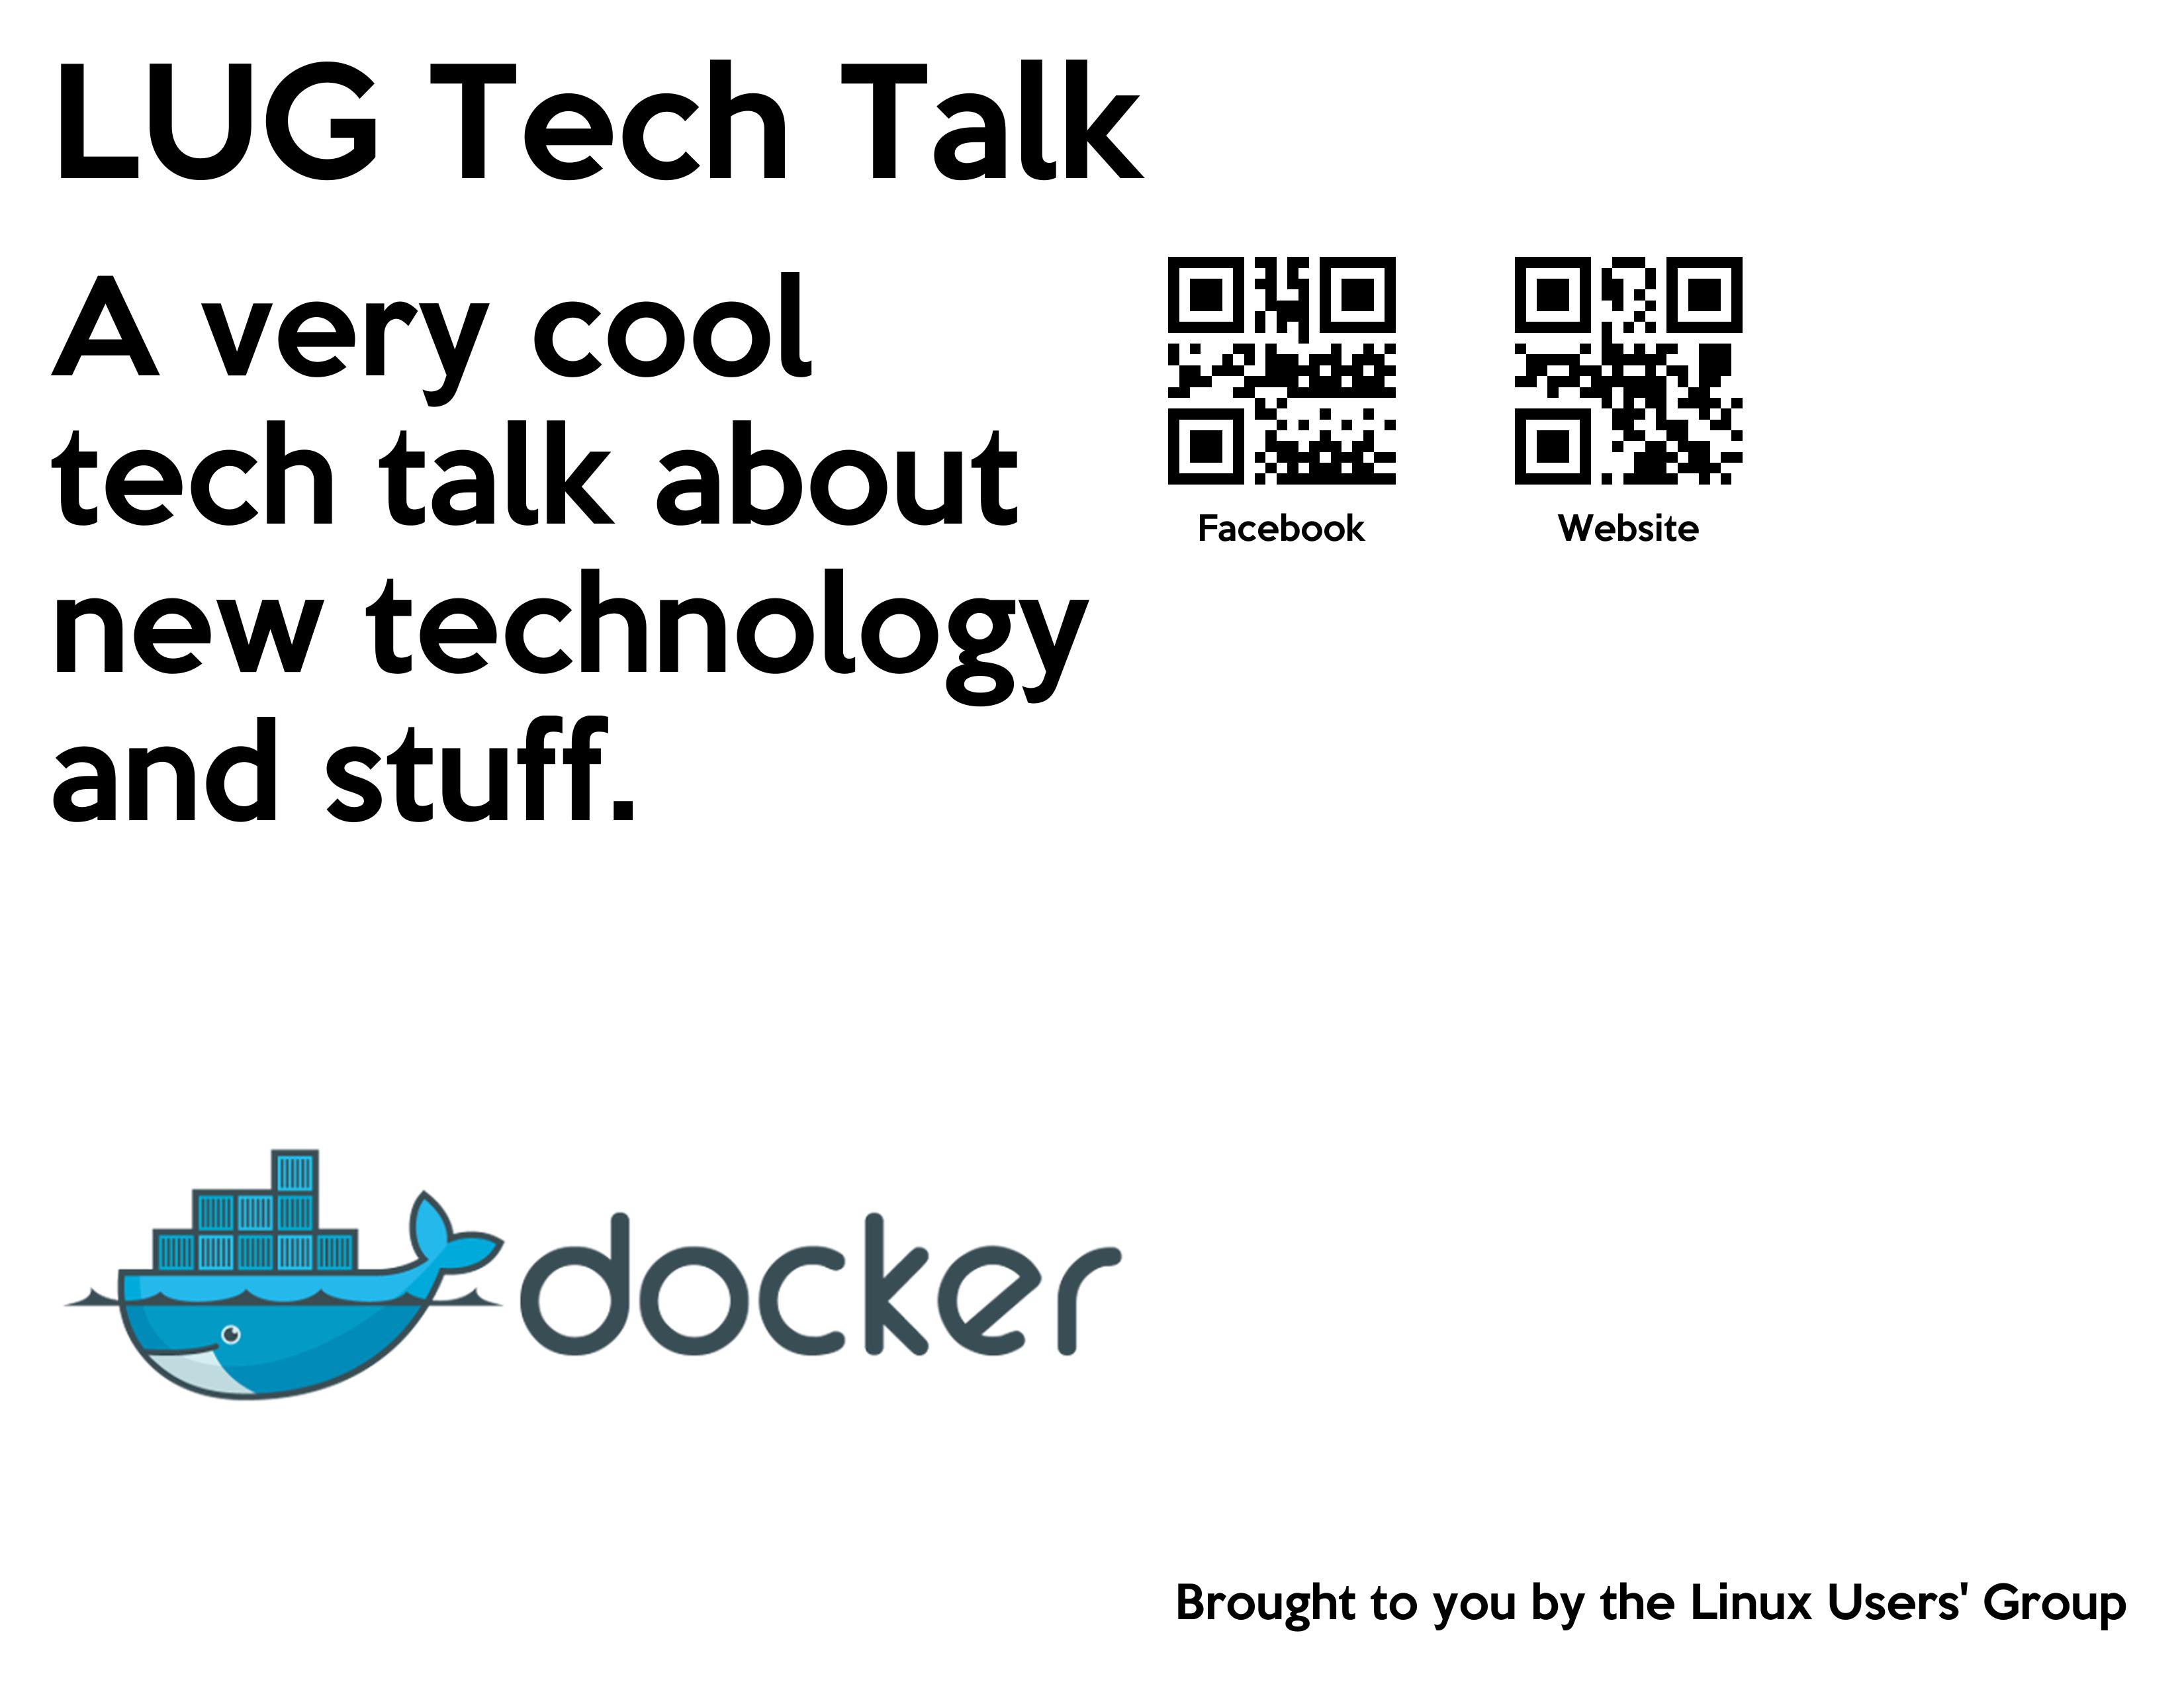 LUG Tech Talk
A very cool
tech talk about
new technology
and stuff.
Facebook
Website
docker
Brought to you by the Linux Users' Group